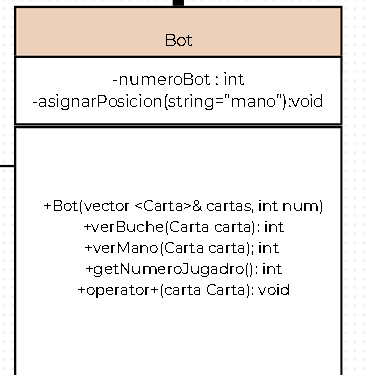 Bot
-numeroBot : int
-asignarPosicion(string="mano"):void
+Bot(vector <Carta>& cartas, int num)
+verBuche(Carta carta): int
+verMano(Carta carta); int
+getNumeroJugadro(): int
+operator+(carta Carta): void